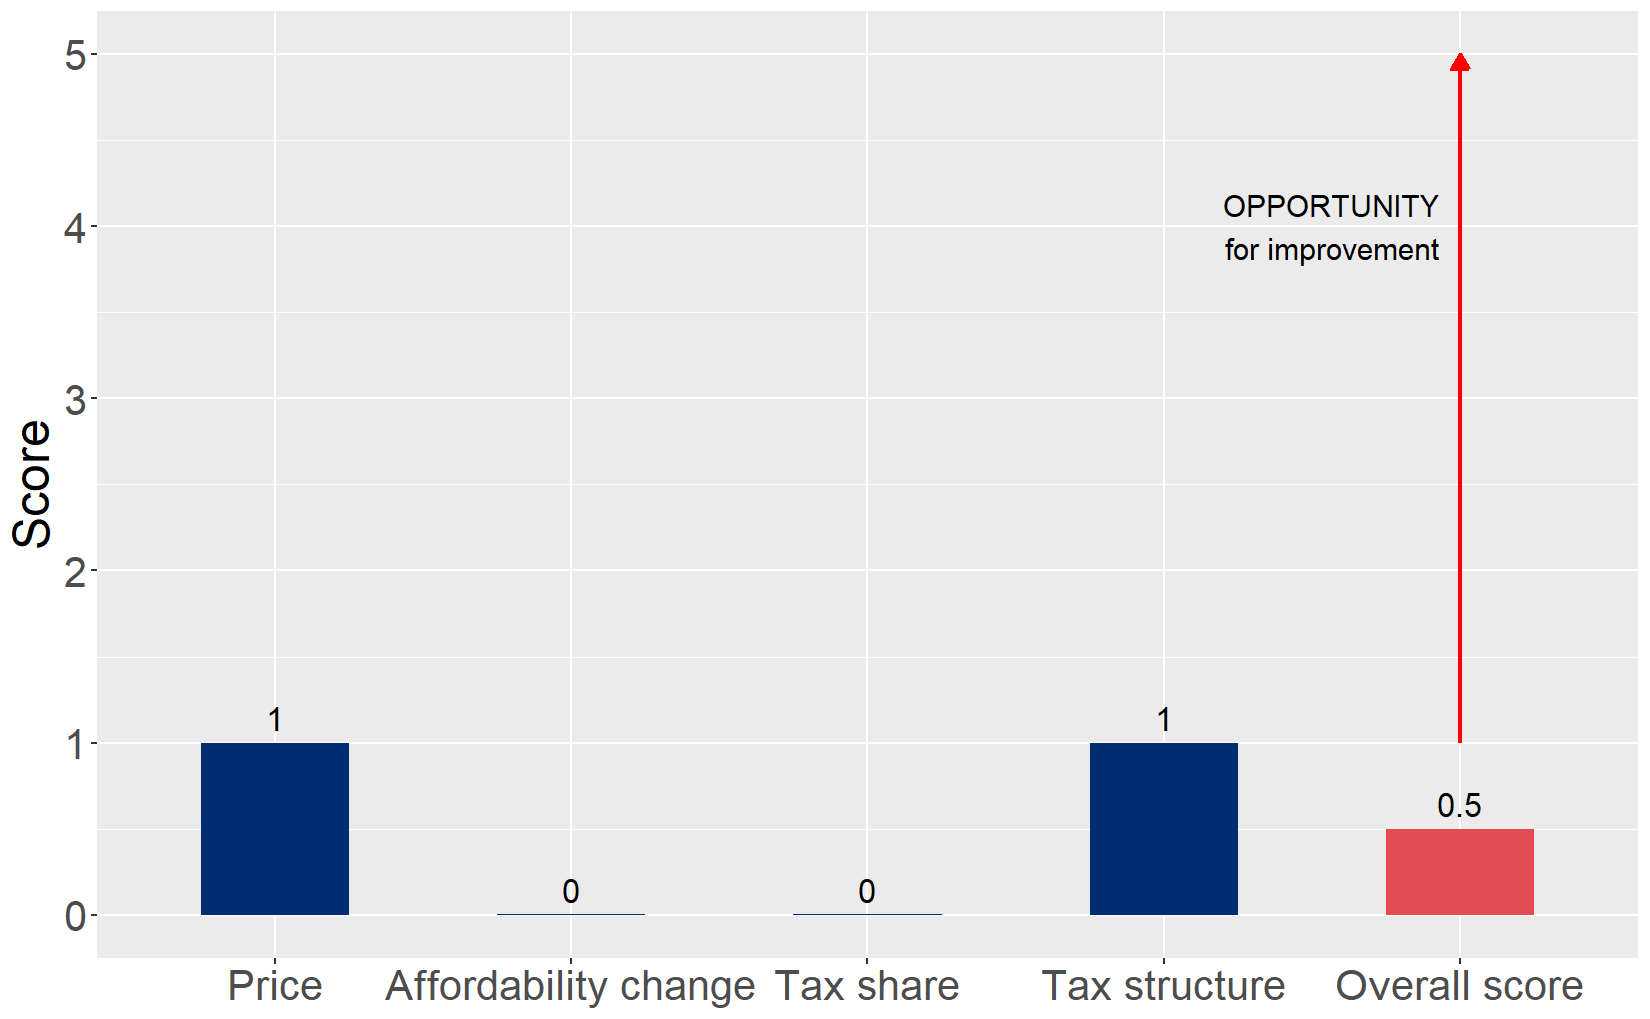 5
OPPORTUNITY
4
for improvement
3
Score
2
1
1
1
0.5
0
0
0
Price
Affordability change
Tax share
Tax structure
Overall score